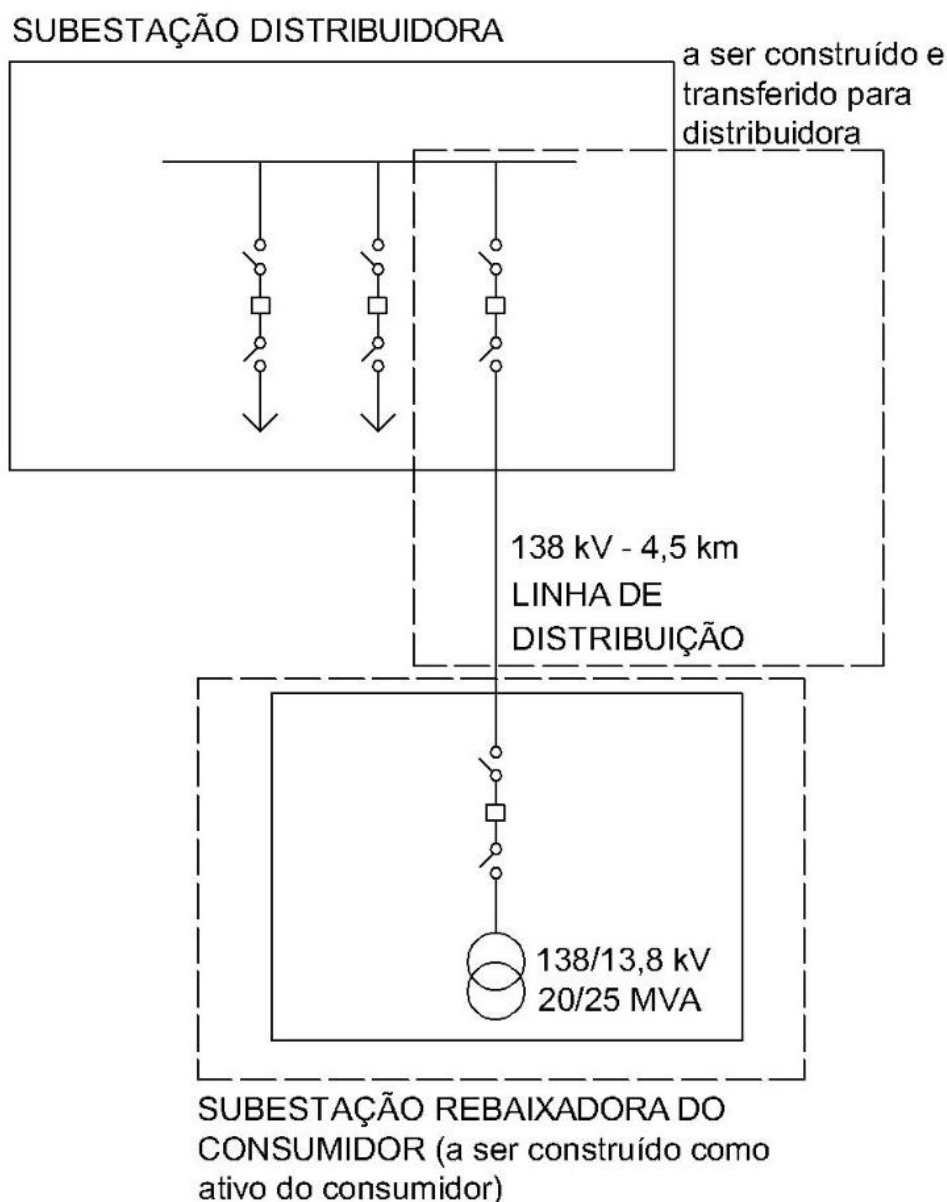 SUBESTAÇÃO DISTRIBUIDORA
a ser construído e
transferido para
distribuidora
138 kV - 4,5 km
LINHA DE
DISTRIBUIÇÃO
138/13,8 kV
20/25 MVA
SUBESTAÇÃO REBAIXADORA DO
CONSUMIDOR (a ser construído como
ativo do consumidor)